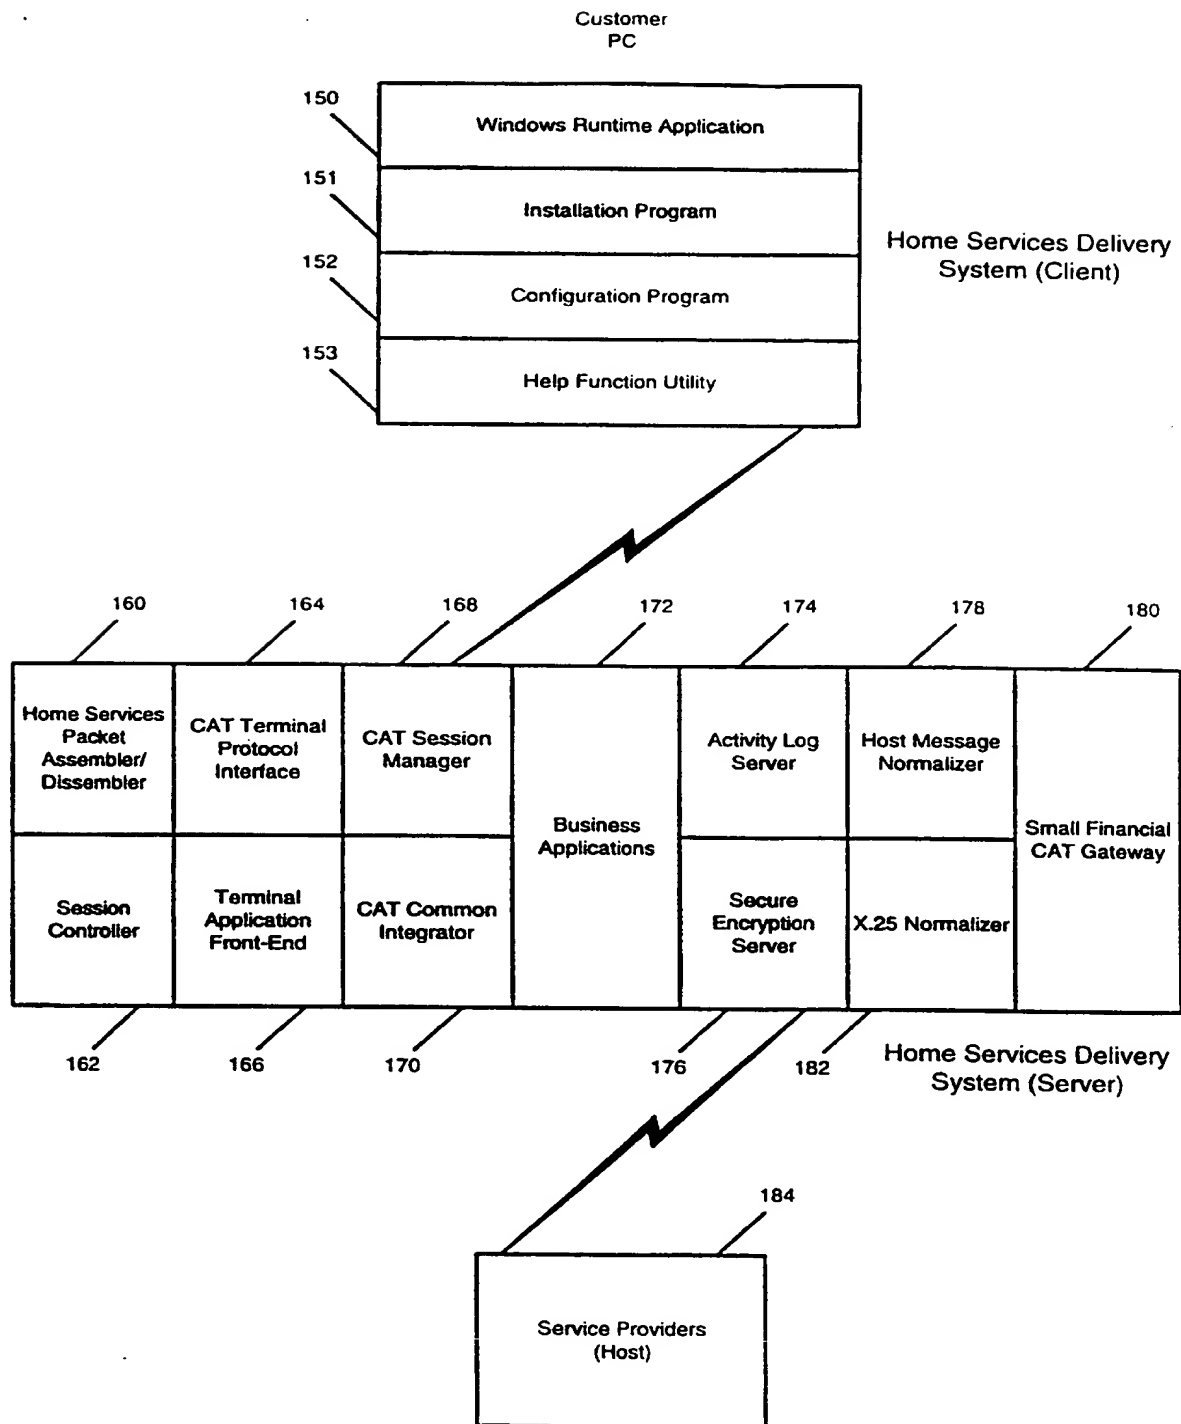 Customer
PC
150
Windows Runtime Application
151
Installation Program
Home Services Delivery
System (Client)
152
Configuration Program
153
Help Function Utility
160
164
168
172
174
178
180
Home Services
Packet
Assembler/
Dissembler
CAT Terminal
Protocol
Interface
CAT Session
Manager
Business
Applications
Activity Log
Server
Host Message
Normalizer
Small Financial
CAT Gateway
Session
Controller
Terminal
Application
Front-End
CAT Common
Integrator
Secure
Encryption
Server
X.25 Normalizer
162
166
170
176
182
Home Services Delivery
System (Server)
184
Service Providers
(Host)